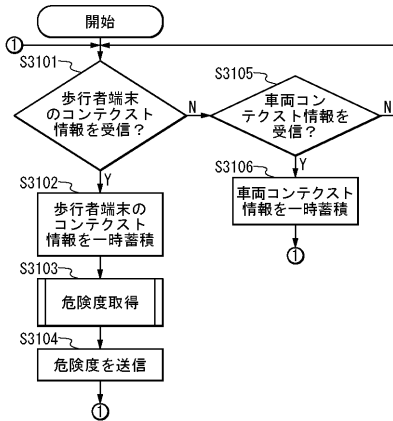 開始
①
S3101
歩行者端末
のコンテクスト
情報を受信？
N
Y
S3105
車両コン
テクスト情報を
受信？
N
Y
S3102
歩行者端末の
コンテクスト
情報を一時蓄積
S3106
車両コンテクスト
情報を一時蓄積
①
S3103
危険度取得
S3104
危険度を送信
①